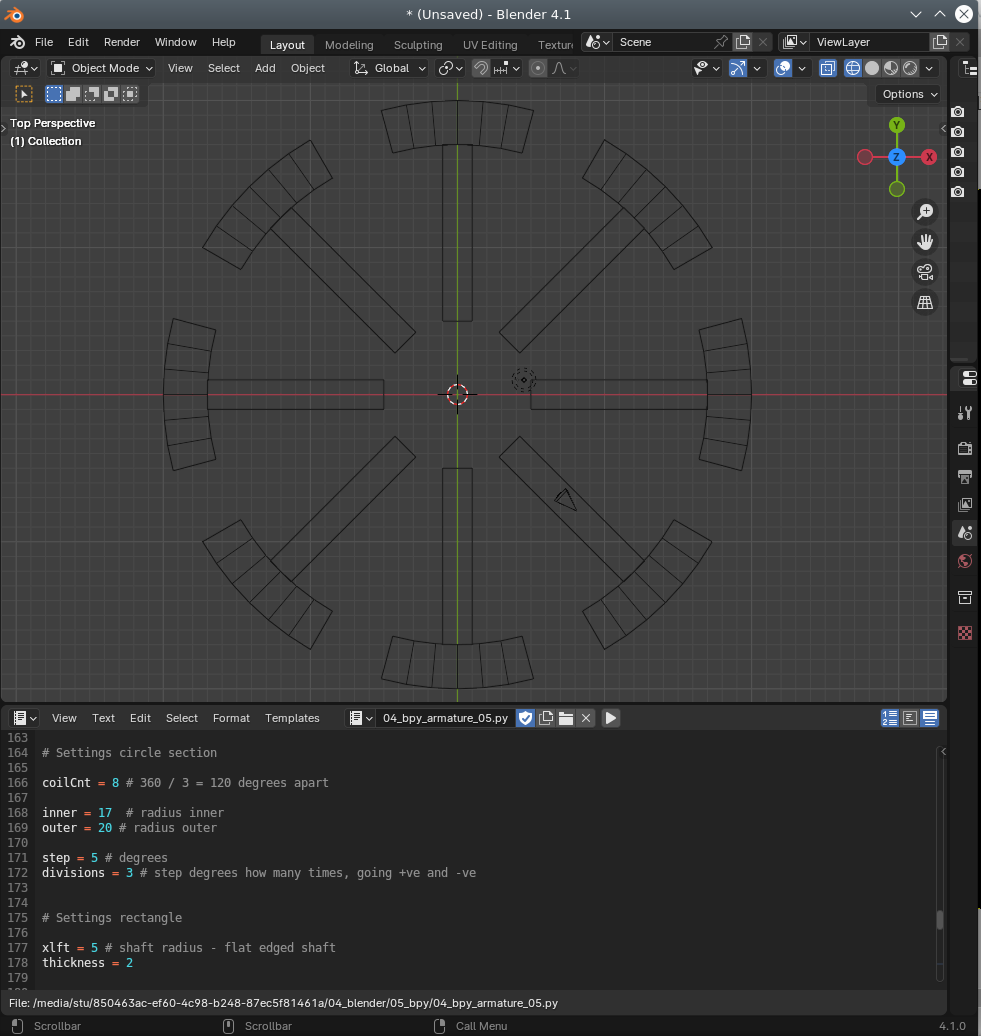 * (Unsaved) - Blender 4.1
File Edit Render Window Help Layout Modeling Sculpting UV Editing Textur Scene ViewLayer
Object Mode View Select Add Object Global
Options
Top Perspective
(1) Collection
Y
Z X
View Text Edit Select Format Templates 04_bpy_armature_05.py
163
164 # Settings circle section
165
166 coilCnt = 8 # 360 / 3 = 120 degrees apart
167
168 inner = 17  # radius inner
169 outer = 20 # radius outer
170
171 step = 5 # degrees
172 divisions = 3 # step degrees how many times, going +ve and -ve
173
174
175 # Settings rectangle
176
177 xlft = 5 # shaft radius - flat edged shaft
178 thickness = 2
179
File: /media/stu/850463ac-ef60-4c98-b248-87ec5f81461a/04_blender/05_bpy/04_bpy_armature_05.py
Scrollbar Scrollbar Call Menu 4.1.0